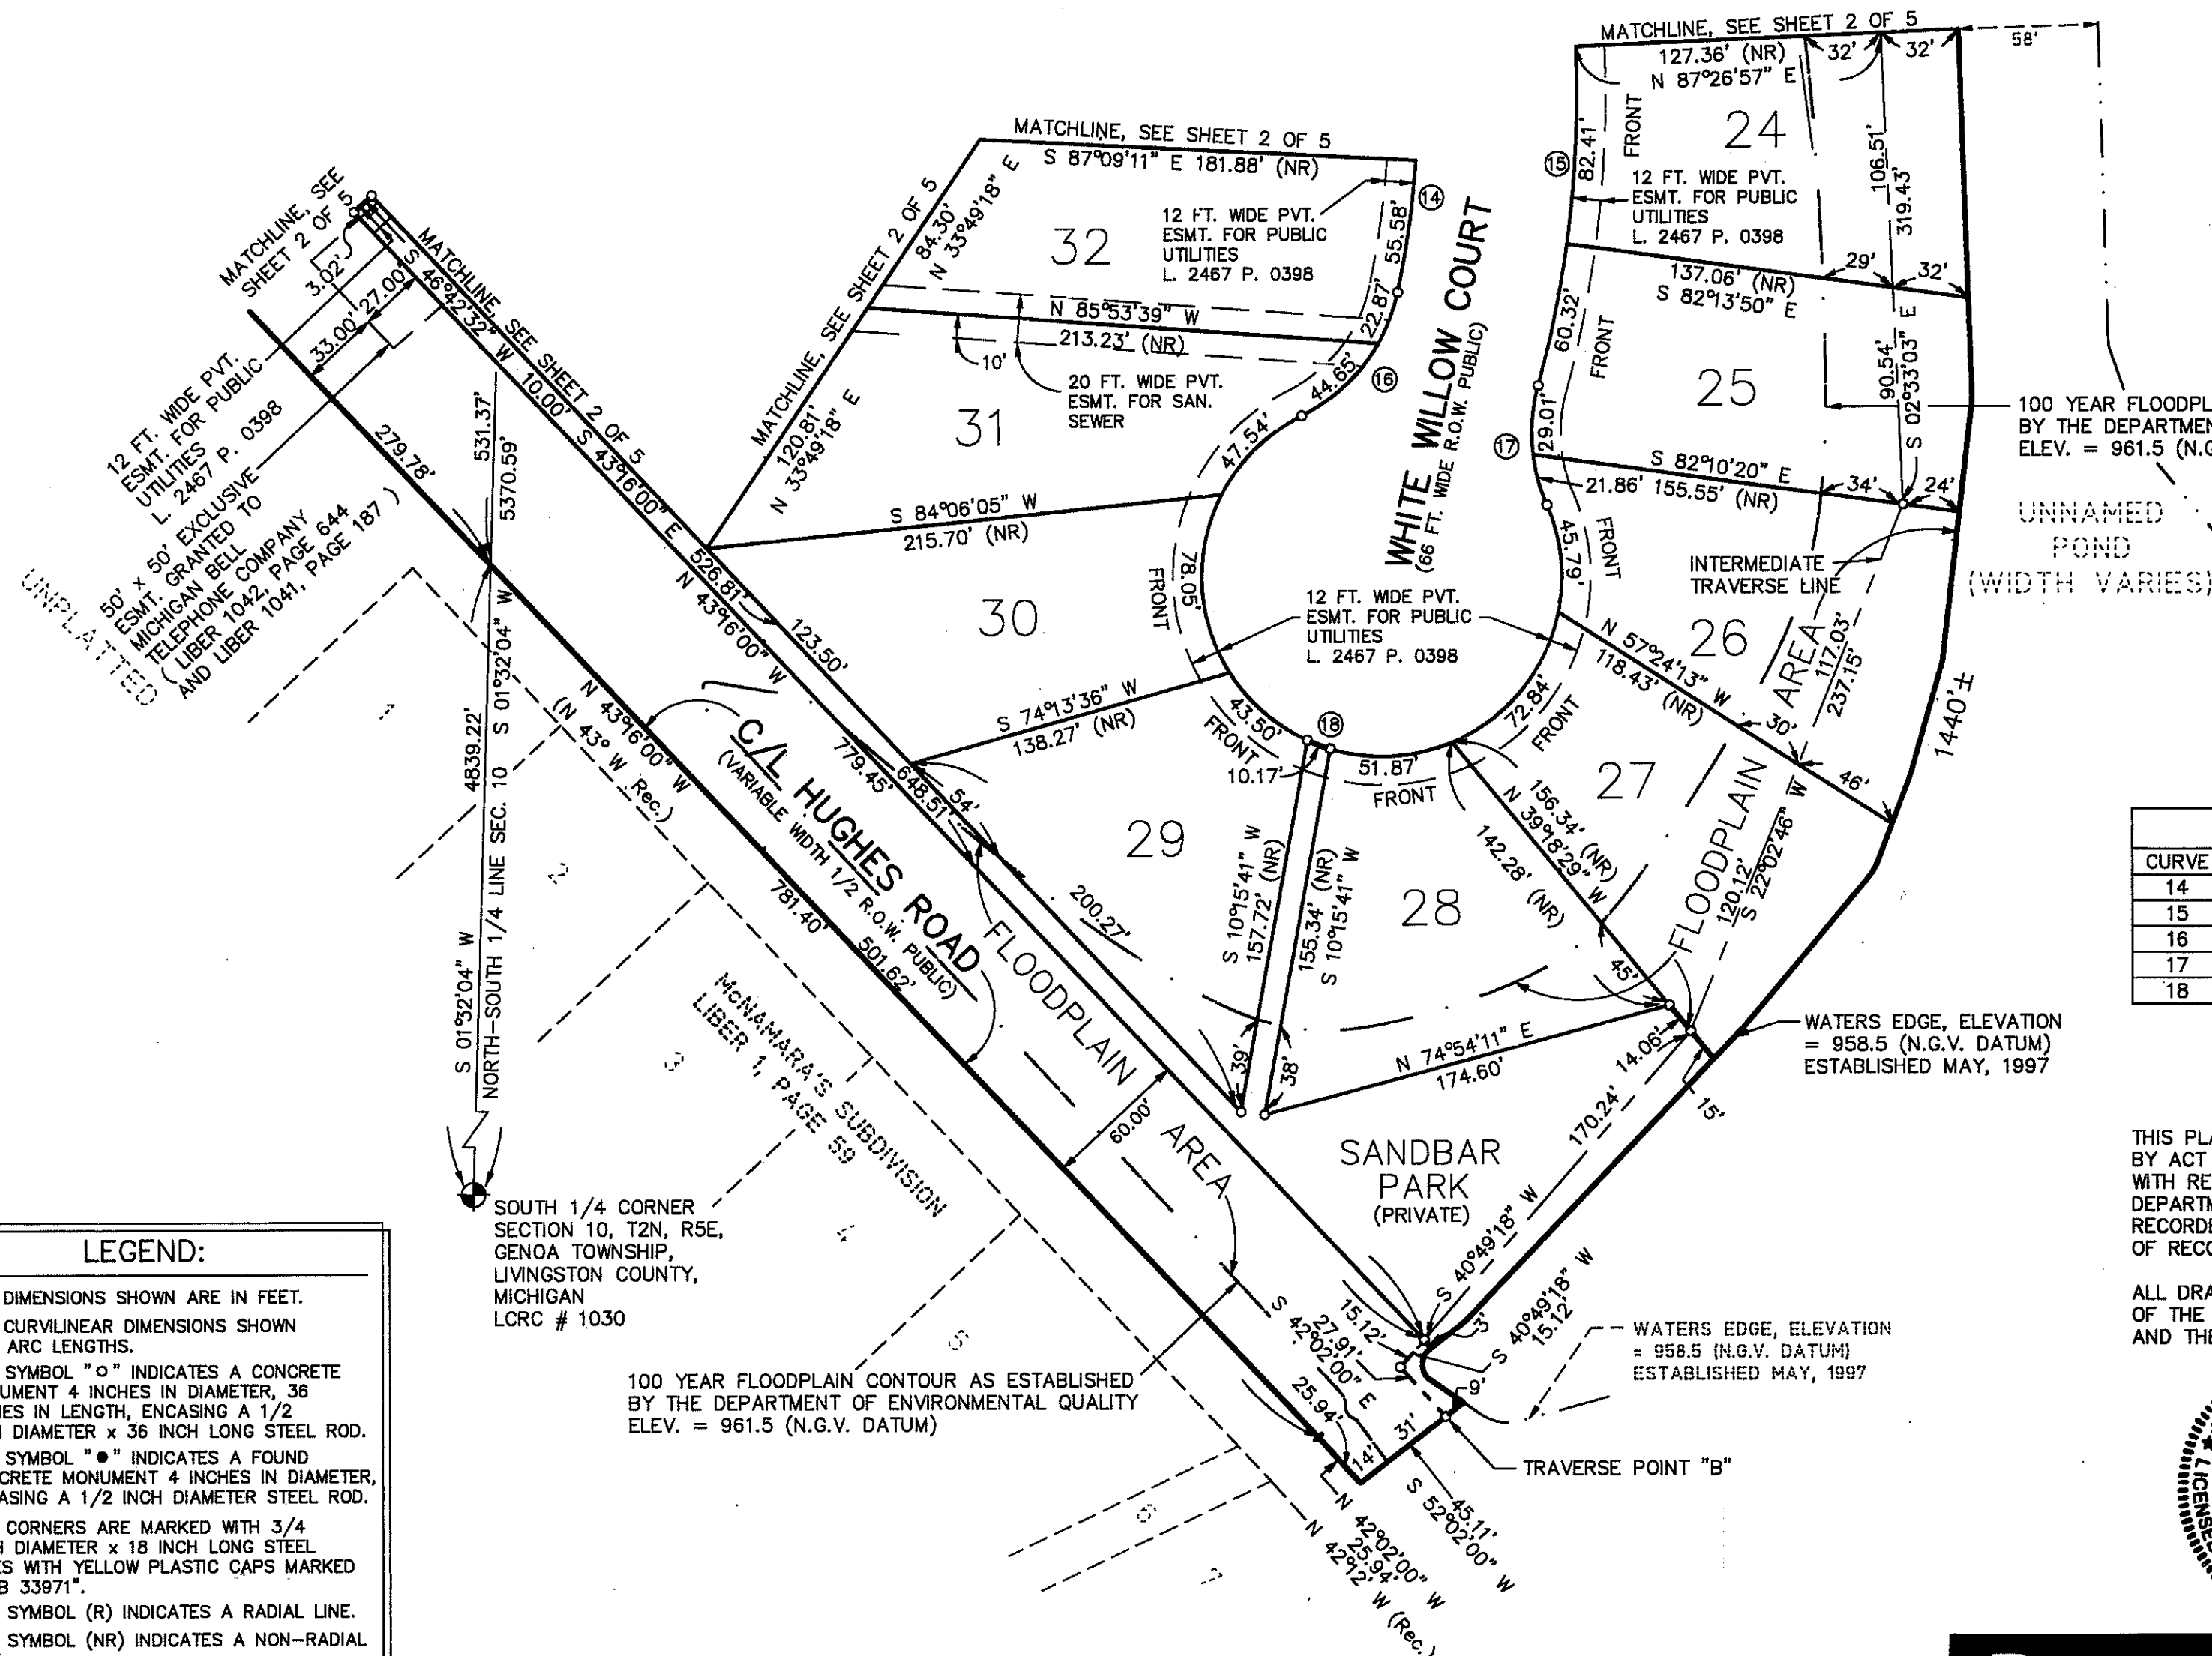 MATCHLINE, SEE SHEET 2 OF 5
127.36' (NR)
N 87°26'57" E
32'
32'
58'
24
FRONT
82.41'
15
12 FT. WIDE PVT.
ESMT. FOR PUBLIC
UTILITIES
L. 2467 P. 0398
106.51'
319.43'
137.06' (NR)
S 82°13'50" E
29'
32'
60.32'
FRONT
25
90.54'
S 02°33'03" E
29.01'
17
S 82°10'20" E
21.86'
155.55' (NR)
34'
24'
100 YEAR FLOODPL
BY THE DEPARTMEN
ELEV. = 961.5 (N.G
UNNAMED
POND
(WIDTH VARIES)
INTERMEDIATE
TRAVERSE LINE
45.79'
FRONT
26
AREA
117.03'
237.15'
1440'±
N 57°24'13" W
118.43' (NR)
30'
46'
MATCHLINE, SEE SHEET 2 OF 5
S 87°09'11" E 181.88' (NR)
84.30'
N 33°49'18" E
MATCHLINE, SEE SHEET 2 OF 5
32
12 FT. WIDE PVT.
ESMT. FOR PUBLIC
UTILITIES
L. 2467 P. 0398
14
55.58'
22.87'
WHITE WILLOW COURT
(66 FT. WIDE R.O.W. PUBLIC)
N 85°53'39" W
213.23' (NR)
10'
20 FT. WIDE PVT.
ESMT. FOR SAN.
SEWER
44.65'
16
31
47.54'
120.81'
N 33°49'18" E
S 84°06'05" W
215.70' (NR)
FRONT
78.05'
30
12 FT. WIDE PVT.
ESMT. FOR PUBLIC
UTILITIES
L. 2467 P. 0398
S 74°13'36" W
138.27' (NR)
43.50'
FRONT
18
10.17'
51.87'
FRONT
72.84'
FRONT
27
156.34' (NR)
N 39°18'29" W
142.28' (NR)
FLOODPLAIN
120.12'
S 22°02'46" W
29
S 10°15'41" W
157.72' (NR)
155.34' (NR)
S 10°15'41" W
28
45'
39'
38'
N 74°54'11" E
174.60'
14.06'
15'
170.24'
S 40°49'18" W
WATERS EDGE, ELEVATION
= 958.5 (N.G.V. DATUM)
ESTABLISHED MAY, 1997
SANDBAR
PARK
(PRIVATE)
MATCHLINE, SEE
SHEET 2 OF 5
MATCHLINE, SEE SHEET 2 OF 5
3.02'
27.00'
33.00'
S 46°42'32" W
10.00'
S 43°16'00" E
526.81'
N 43°16'00" W
123.50'
12 FT. WIDE PVT.
ESMT. FOR PUBLIC
UTILITIES
L. 2467 P. 0398
50' x 50' EXCLUSIVE
ESMT. GRANTED TO
MICHIGAN BELL
TELEPHONE COMPANY
( LIBER 1042, PAGE 644
AND LIBER 1041, PAGE 187 )
UNPLATTED
279.78'
531.37'
5370.59'
S 01°32'04" W
4839.22'
S 01°32'04" W
NORTH-SOUTH 1/4 LINE SEC. 10
N 43°16'00" W
(N 43° W Rec.)
C/L HUGHES ROAD
(VARIABLE WIDTH 1/2 R.O.W. PUBLIC)
779.45'
648.51'
54'
200.27'
781.40'
501.62'
FLOODPLAIN
AREA
60.00'
1
2
3
4
5
6
7
McNAMARA'S SUBDIVISION
LIBER 1, PAGE 59
SOUTH 1/4 CORNER
SECTION 10, T2N, R5E,
GENOA TOWNSHIP,
LIVINGSTON COUNTY,
MICHIGAN
LCRC # 1030
100 YEAR FLOODPLAIN CONTOUR AS ESTABLISHED
BY THE DEPARTMENT OF ENVIRONMENTAL QUALITY
ELEV. = 961.5 (N.G.V. DATUM)
15.12'
27.91'
S 42°02'00" E
25.94'
3'
S 40°49'18" W
15.12'
9'
31'
14'
WATERS EDGE, ELEVATION
= 958.5 (N.G.V. DATUM)
ESTABLISHED MAY, 1997
TRAVERSE POINT "B"
45.11'
S 52°02'00" W
N 42°02'00" W
25.94'
N 42°12' W (Rec.)
CURVE
14
15
16
17
18
THIS PLA
BY ACT
WITH RE
DEPARTM
RECORDE
OF RECO
ALL DRA
OF THE
AND THE
LICENSED
LEGEND:
DIMENSIONS SHOWN ARE IN FEET.
CURVILINEAR DIMENSIONS SHOWN
ARC LENGTHS.
SYMBOL "o" INDICATES A CONCRETE
UMENT 4 INCHES IN DIAMETER, 36
ES IN LENGTH, ENCASING A 1/2
DIAMETER x 36 INCH LONG STEEL ROD.
SYMBOL "●" INDICATES A FOUND
CRETE MONUMENT 4 INCHES IN DIAMETER,
ASING A 1/2 INCH DIAMETER STEEL ROD.
CORNERS ARE MARKED WITH 3/4
H DIAMETER x 18 INCH LONG STEEL
ES WITH YELLOW PLASTIC CAPS MARKED
B 33971".
SYMBOL (R) INDICATES A RADIAL LINE.
SYMBOL (NR) INDICATES A NON-RADIAL